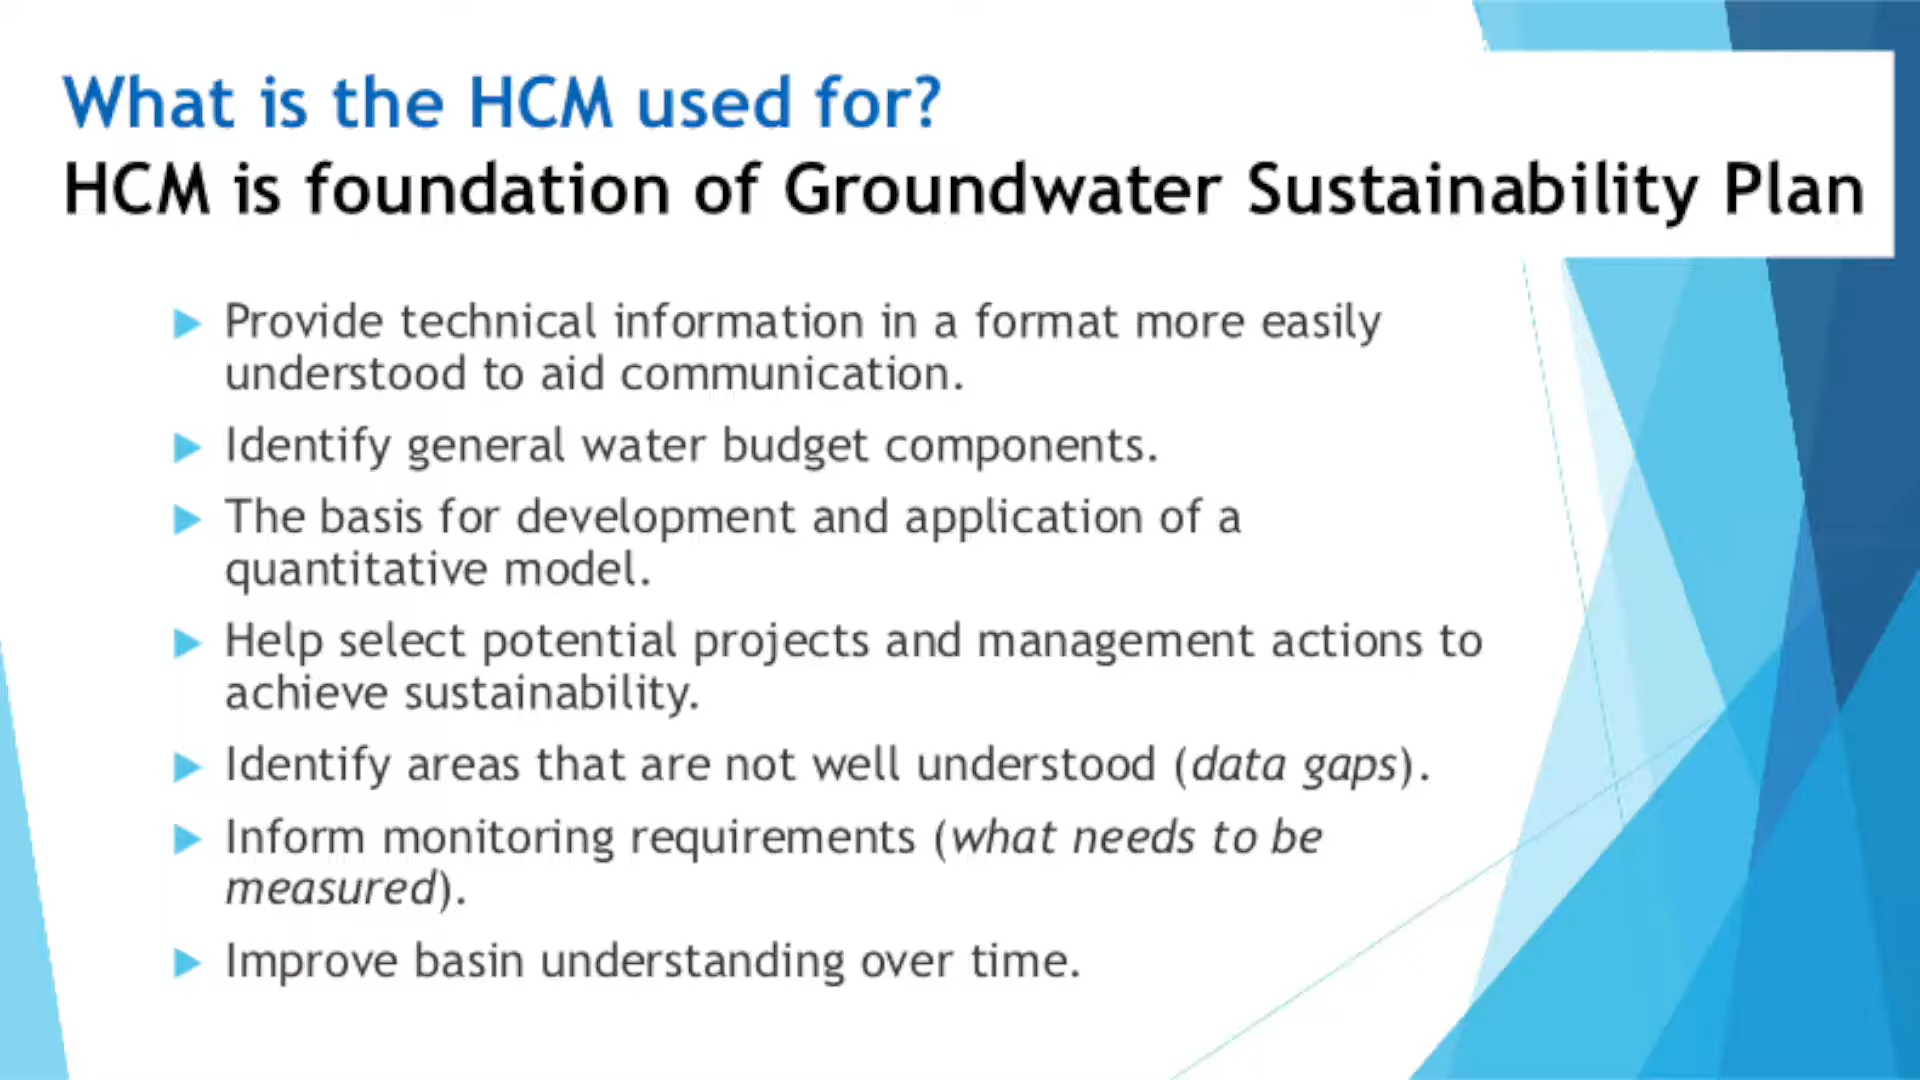 What is the HCM used for?
HCM is foundation of Groundwater Sustainability Plan
Provide technical information in a format more easily
understood to aid communication.
Identify general water budget components.
The basis for development and application of a
quantitative model.
Help select potential projects and management actions to
achieve sustainability.
Identify areas that are not well understood (data gaps).
Inform monitoring requirements (what needs to be
measured).
Improve basin understanding over time.